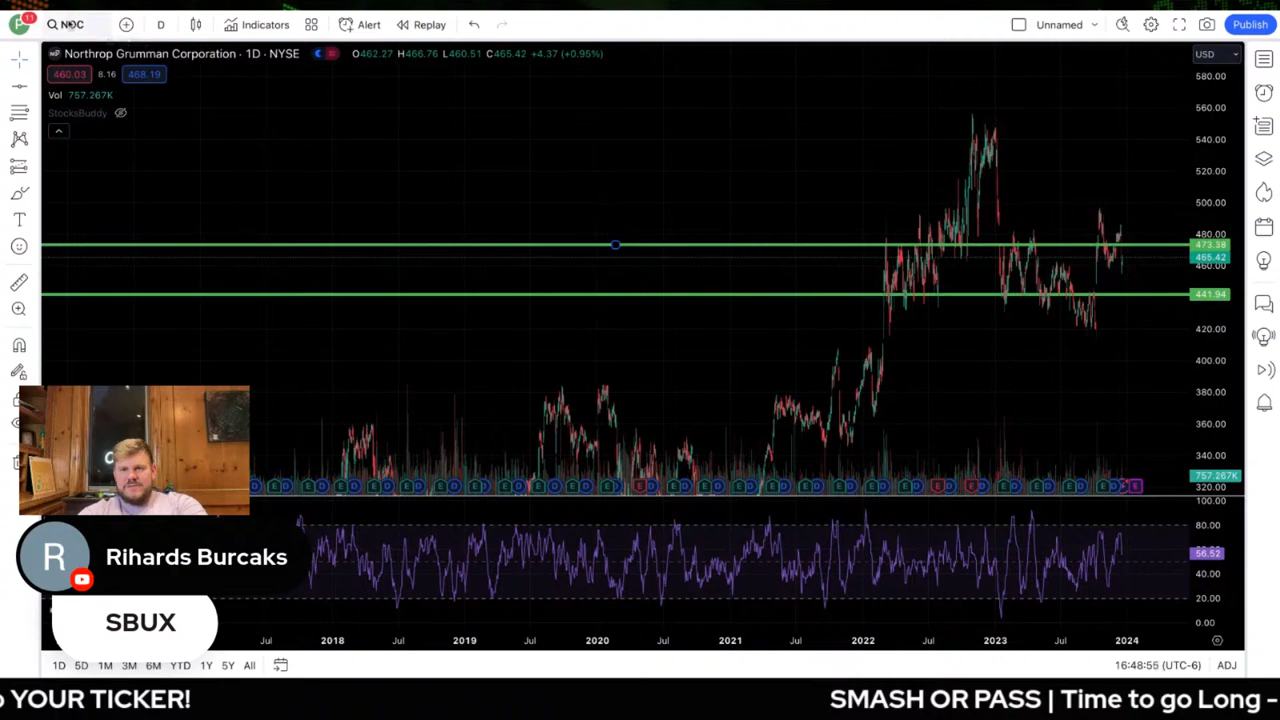 P 11 NOC D Indicators Alert Replay Unnamed Publish
Northrop Grumman Corporation · 1D · NYSE O462.27 H466.76 L460.51 C465.42 +4.37 (+0.95%) USD
460.03 8.16 468.19
Vol 757.267K
StocksBuddy
580.00
560.00
540.00
520.00
500.00
480.00
473.38
465.42
460.00
441.94
420.00
400.00
380.00
360.00
340.00
757.267K
320.00
100.00
80.00
56.52
40.00
20.00
0.00
Rihards Burcaks
SBUX
Jul 2018 Jul 2019 Jul 2020 Jul 2021 Jul 2022 Jul 2023 Jul 2024
1D 5D 1M 3M 6M YTD 1Y 5Y All 16:48:55 (UTC-6) ADJ
YOUR TICKER! SMASH OR PASS | Time to go Long -